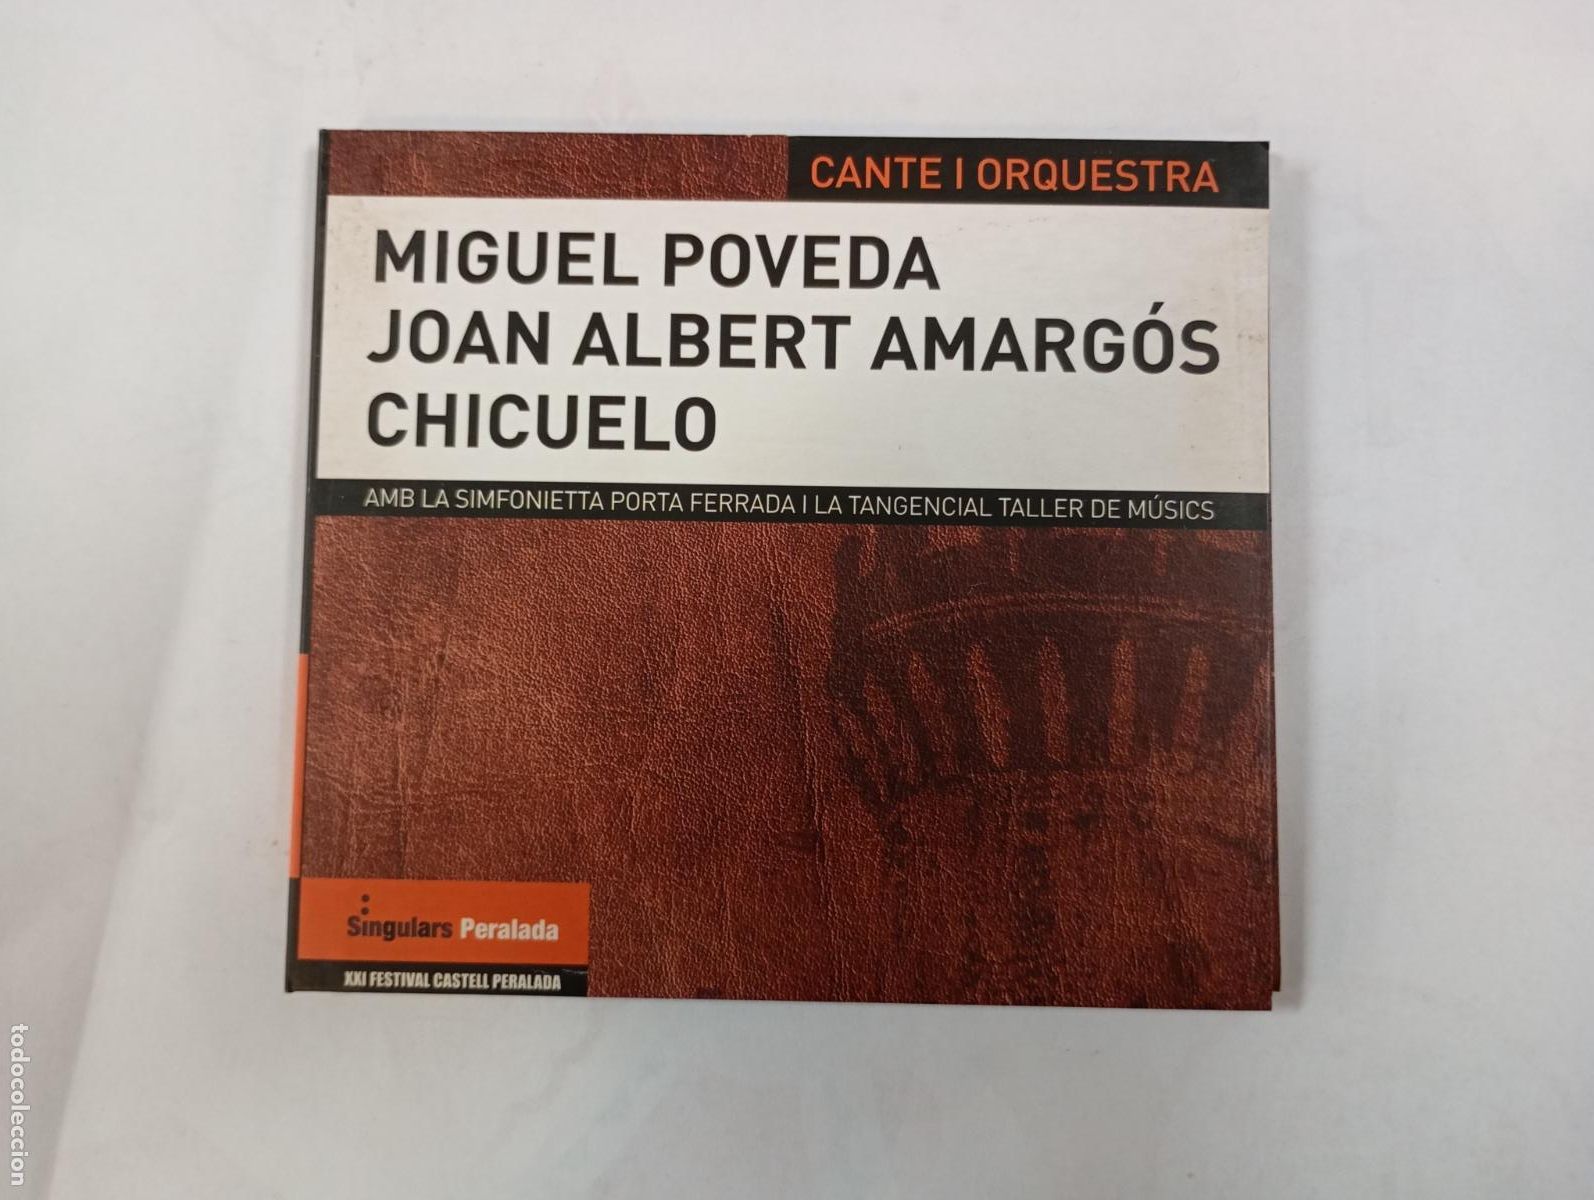 CANTE I ORQUESTRA
MIGUEL POVEDA
JOAN ALBERT AMARGÓS
CHICUELO
AMB LA SIMFONIETTA PORTA FERRADA I LA TANGENCIAL TALLER DE MÚSICS
Singulars Peralada
XXI FESTIVAL CASTELL PERALADA
todocoleccion